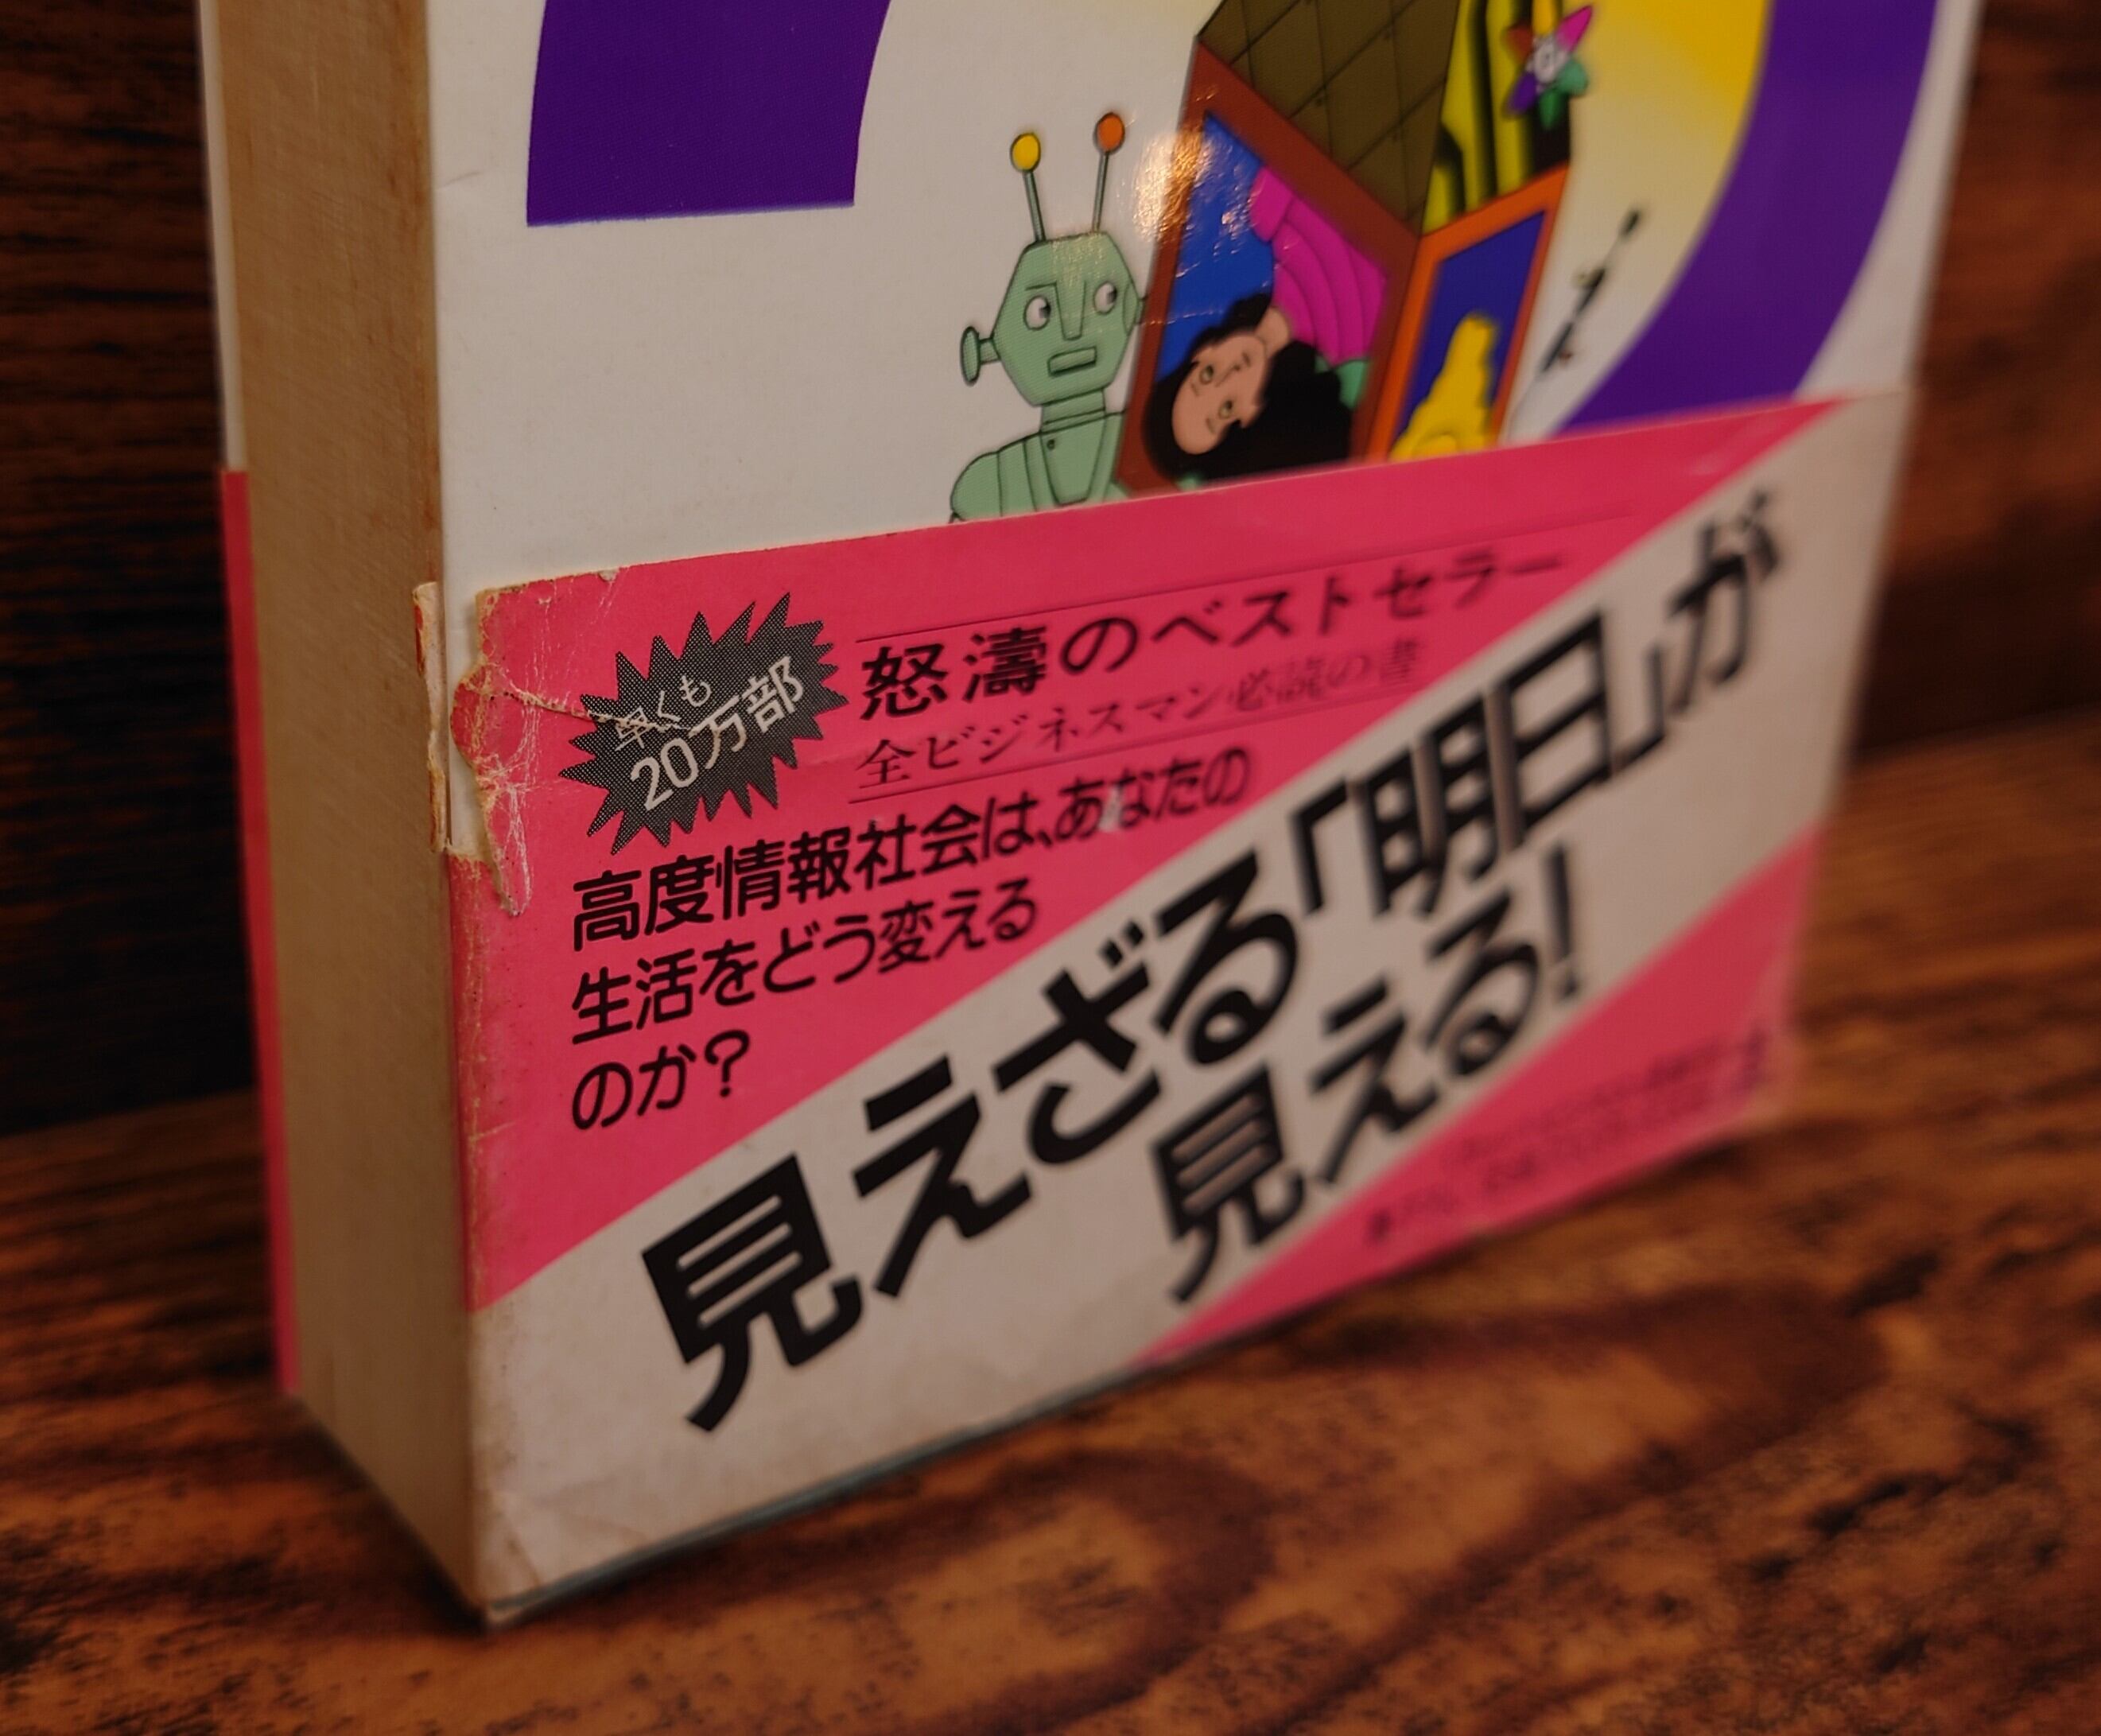 早くも
20万部
怒濤のベストセラー
全ビジネスマン必読の書
高度情報社会は、あなたの
生活をどう変える
のか?
見えざる「明日」が
見える!